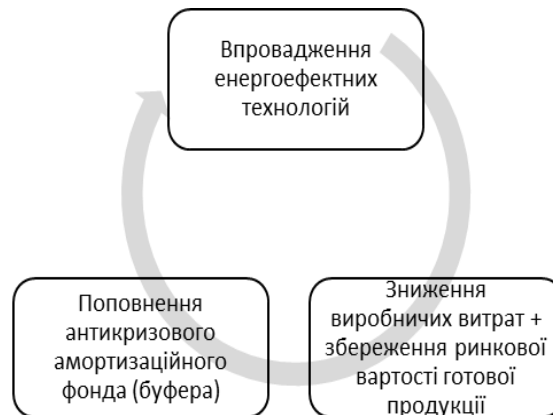 Впровадження
енергоефектних
технологій
Зниження
виробничих витрат +
збереження ринкової
вартості готової
продукції
Поповнення
антикризового
амортизаційного
фонда (буфера)